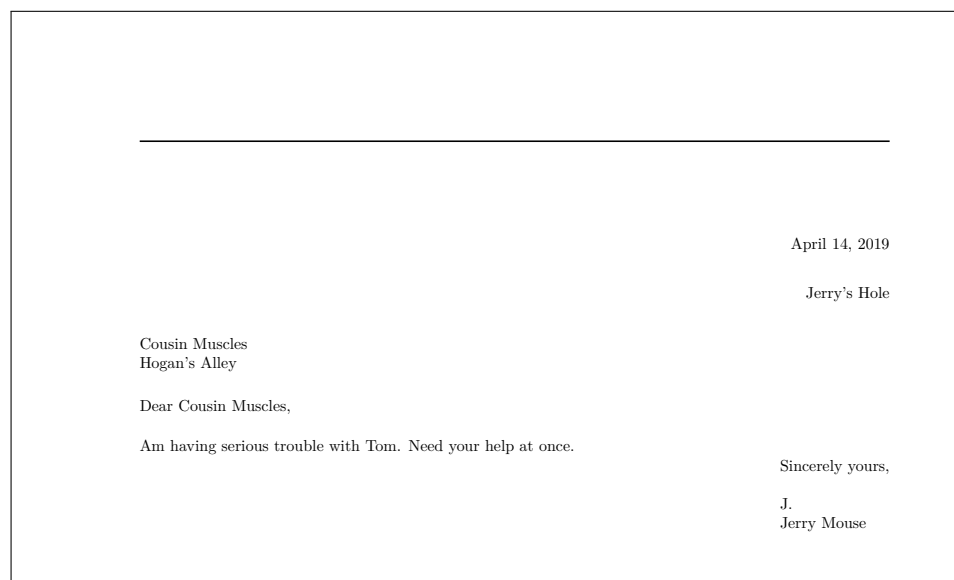 April 14, 2019
Jerry's Hole
Cousin Muscles
Hogan's Alley
Dear Cousin Muscles,
Am having serious trouble with Tom. Need your help at once.
Sincerely yours,
J.
Jerry Mouse